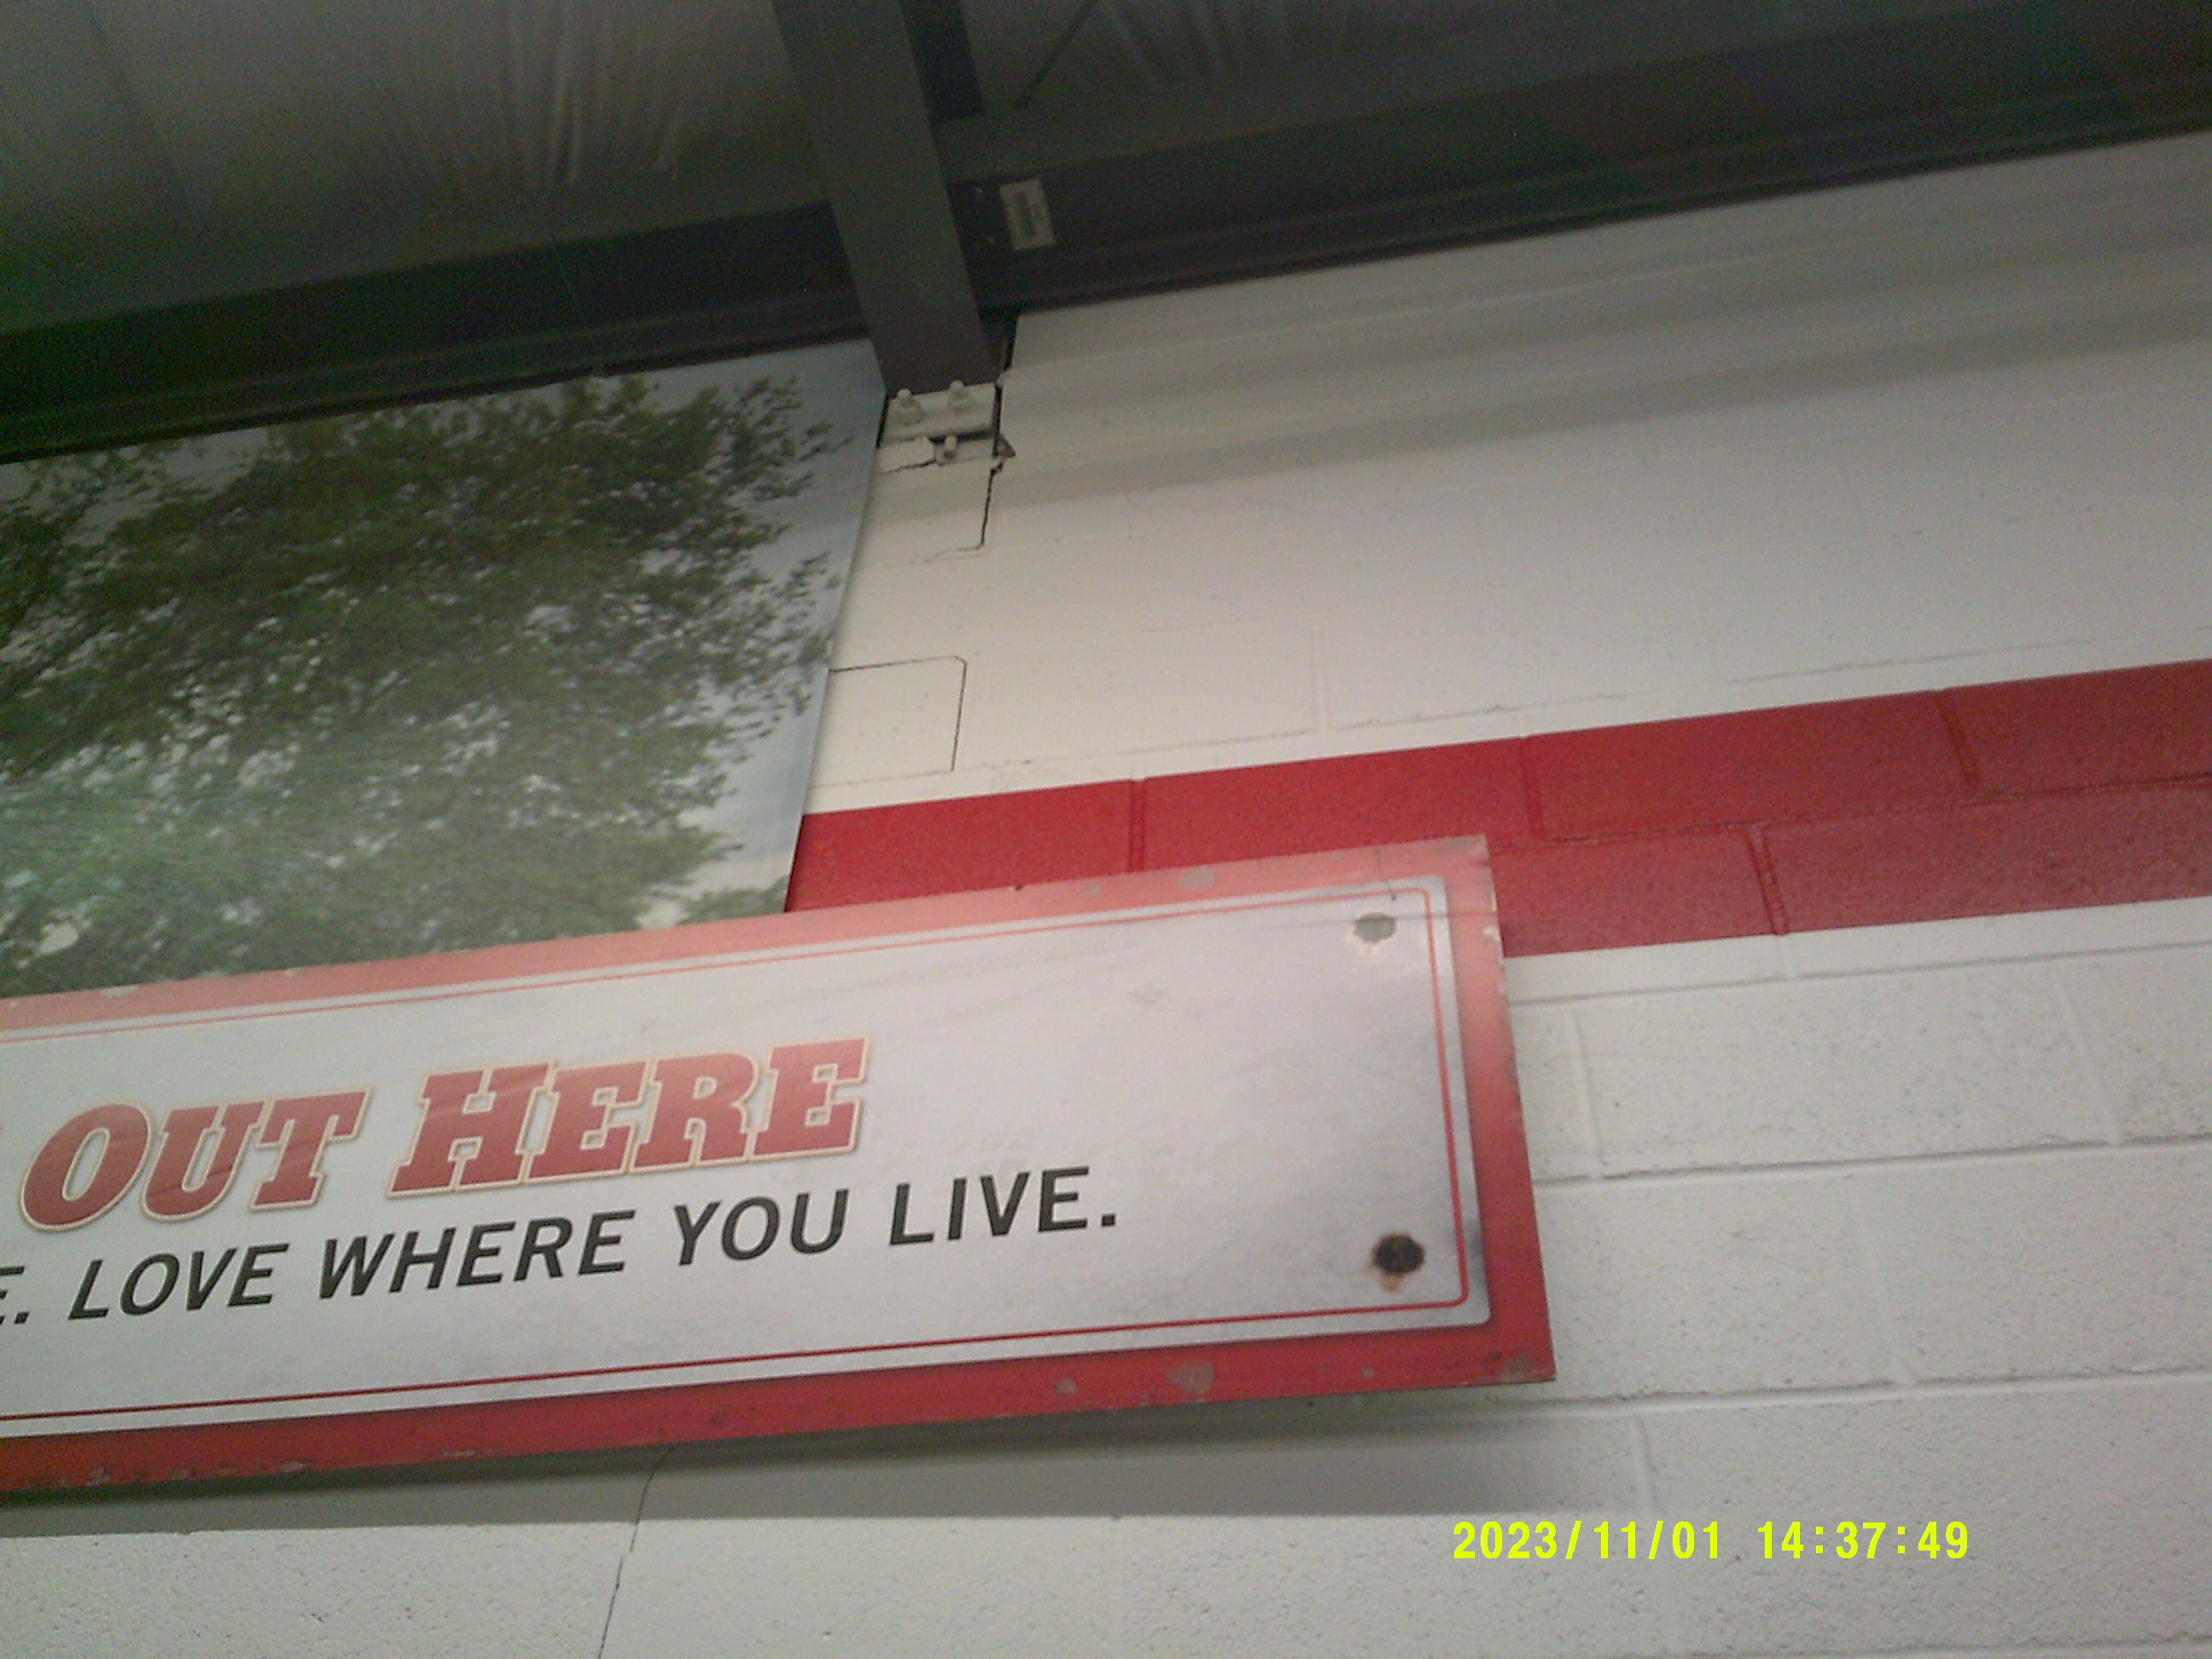 OUT HERE
E. LOVE WHERE YOU LIVE.
2023/11/01 14:37:49